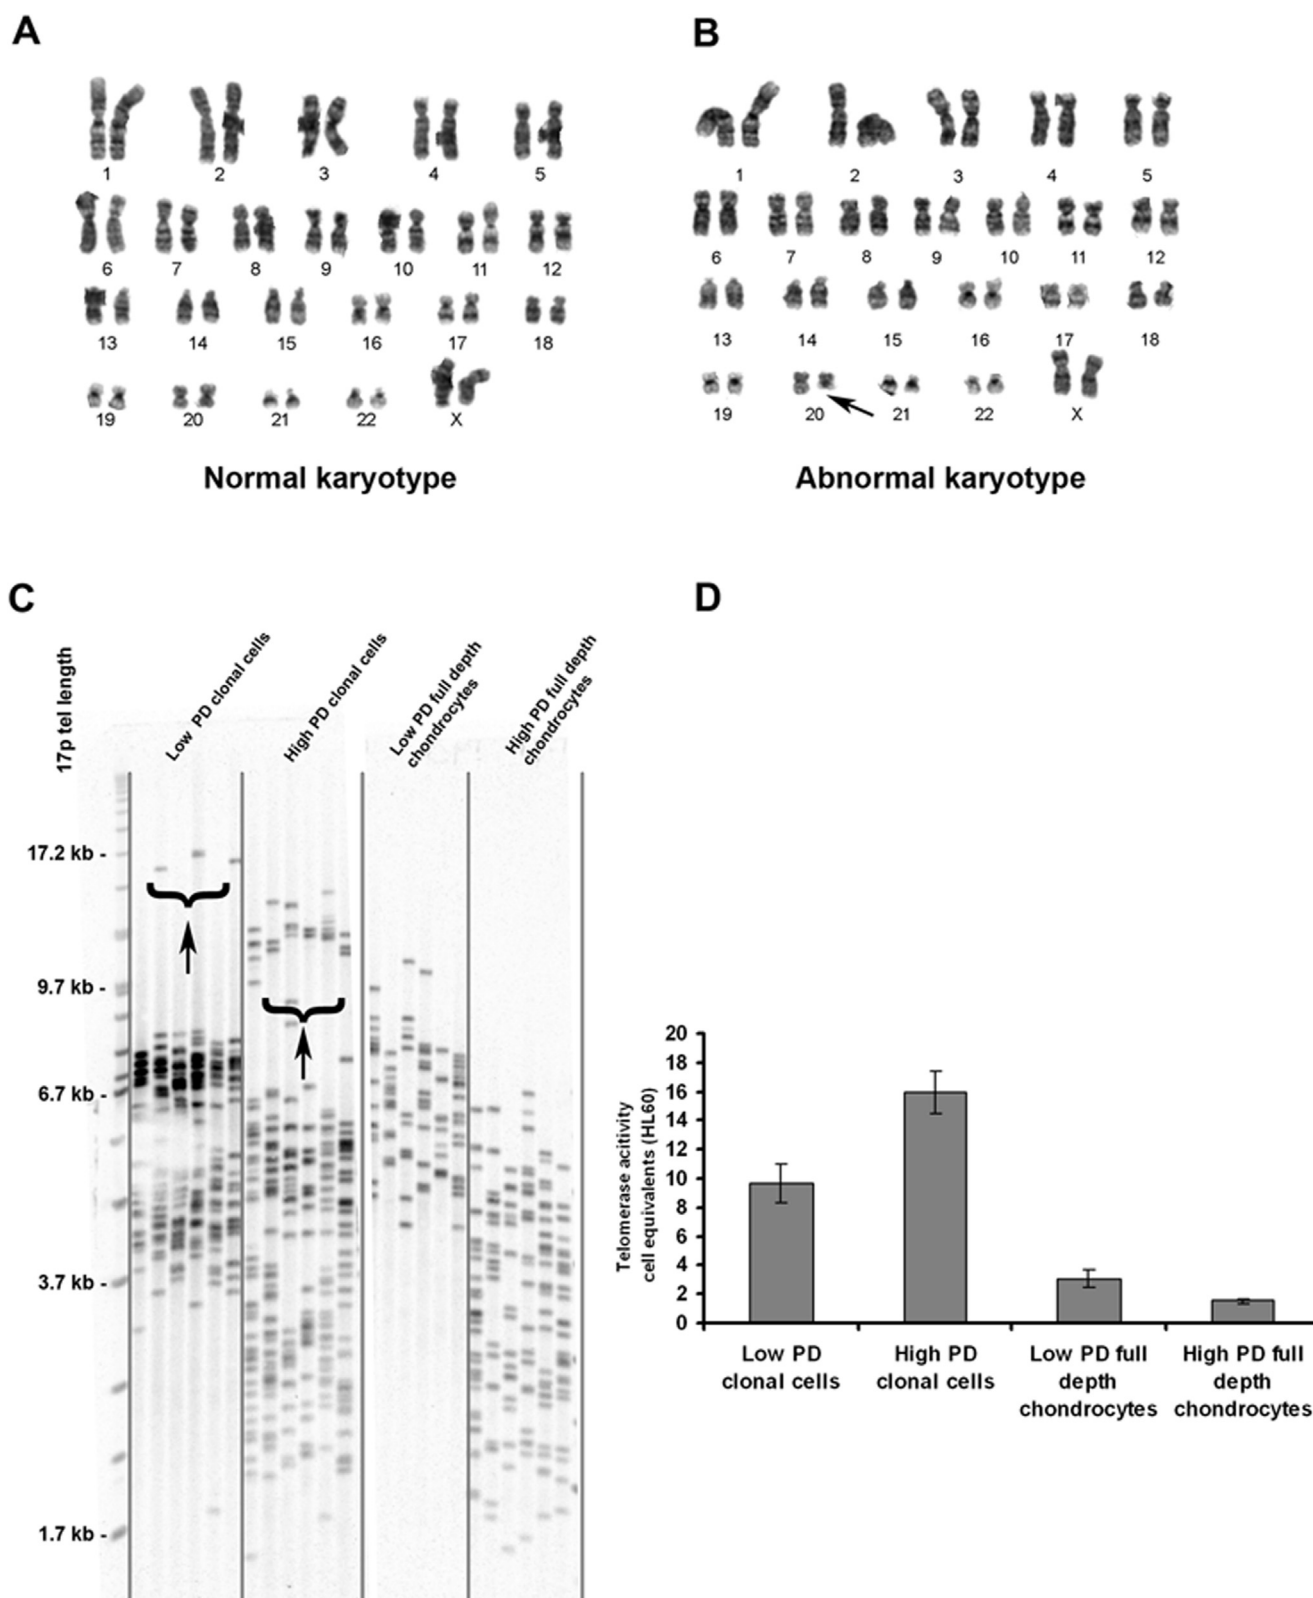 A
B
1 2 3 4 5
6 7 8 9 10 11 12
13 14 15 16 17 18
19 20 21 22 X
Normal karyotype
1 2 3 4 5
6 7 8 9 10 11 12
13 14 15 16 17 18
19 20 21 22 X
Abnormal karyotype
C
17p tel length
Low PD clonal cells
High PD clonal cells
Low PD full depth
chondrocytes
High PD full depth
chondrocytes
17.2 kb -
9.7 kb -
6.7 kb -
3.7 kb -
1.7 kb -
D
Telomerase acitivity
cell equivalents (HL60)
20
18
16
14
12
10
8
6
4
2
0
Low PD
clonal cells
High PD
clonal cells
Low PD full
depth
chondrocytes
High PD full
depth
chondrocytes